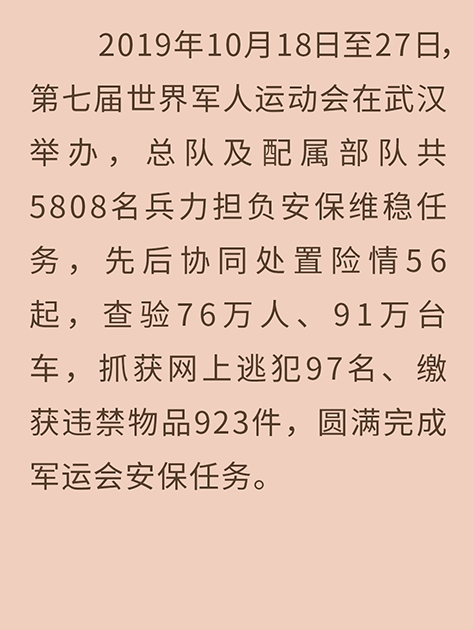 2019年10月18日至27日，
第七届世界军人运动会在武汉
举办，总队及配属部队共
5808名兵力担负安保维稳任
务，先后协同处置险情56
起，查验76万人、91万台
车，抓获网上逃犯97名、缴
获违禁物品923件，圆满完成
军运会安保任务。